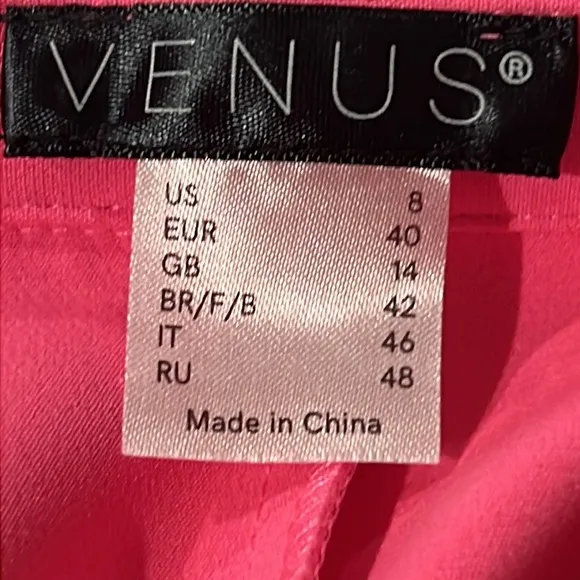 VENUS®
US 8
EUR 40
GB 14
BR/F/B 42
IT 46
RU 48
Made in China